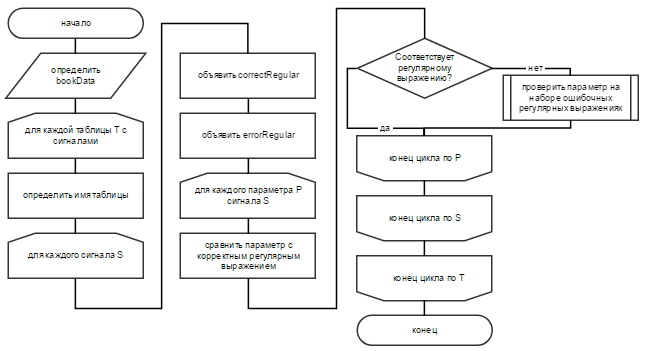 начало
определить
bookData
для каждой таблицы T с
сигналами
определить имя таблицы
для каждого сигнала S
объявить correctRegular
объявить errorRegular
для каждого параметра P
сигнала S
сравнить параметр с
корректным регулярным
выражением
Соответствует
регулярному
выражению?
нет
проверить параметр на
наборе ошибочных
регулярных выражениях
да
конец цикла по P
конец цикла по S
конец цикла по T
конец